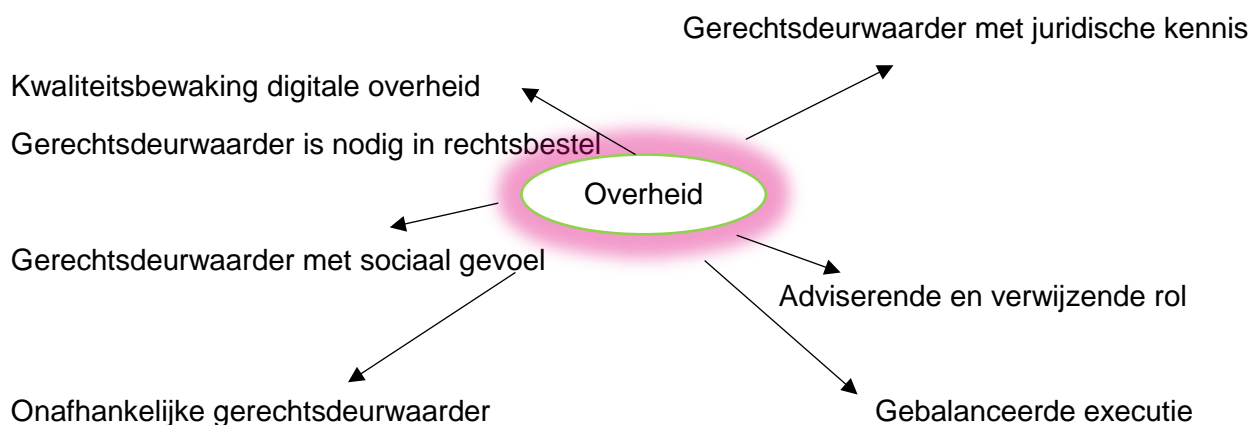 Gerechtsdeurwaarder met juridische kennis
Kwaliteitsbewaking digitale overheid
Gerechtsdeurwaarder is nodig in rechtsbestel
Overheid
Gerechtsdeurwaarder met sociaal gevoel
Adviserende en verwijzende rol
Onafhankelijke gerechtsdeurwaarder
Gebalanceerde executie